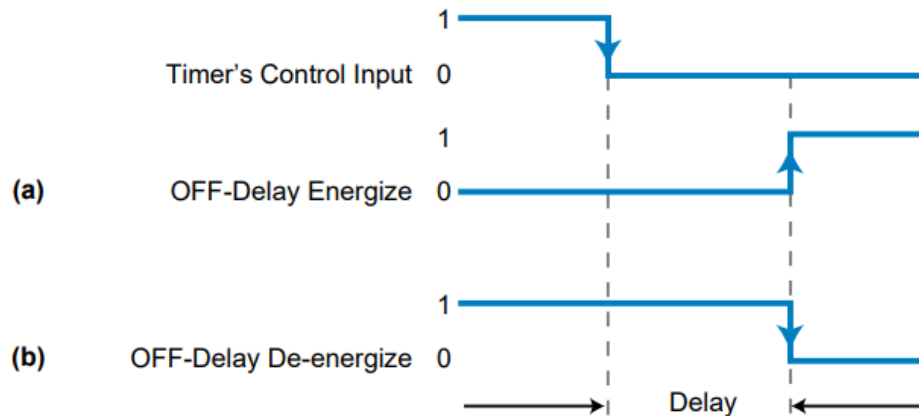 1
Timer’s Control Input 0
1
(a) OFF-Delay Energize 0
1
(b) OFF-Delay De-energize 0
Delay